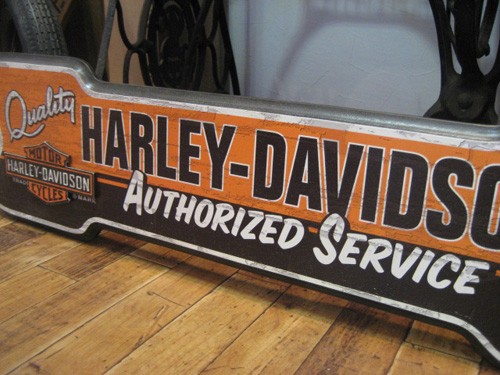 Quality
HARLEY-DAVIDSO
MOTOR
HARLEY-DAVIDSON
CYCLES
AUTHORIZED SERVICE